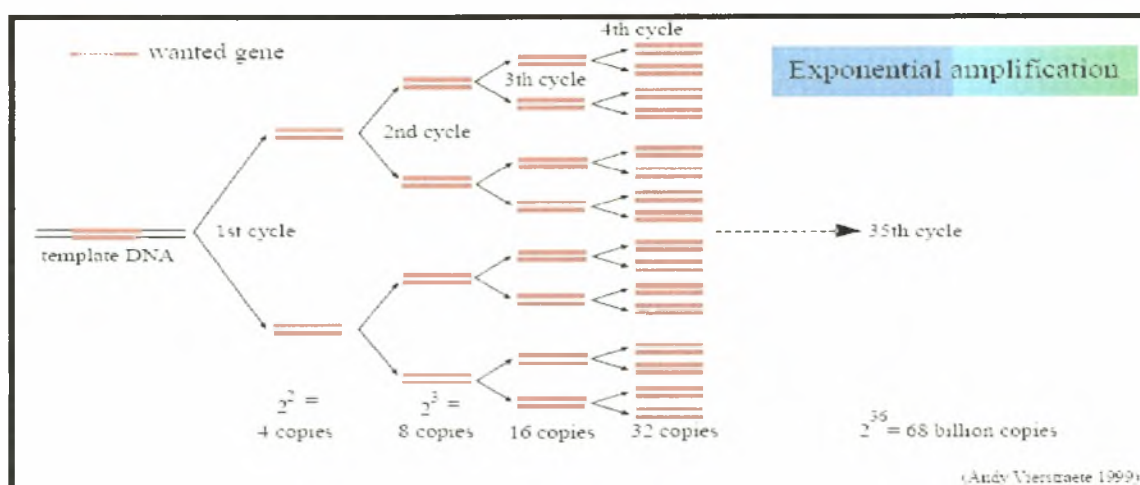 4th cycle
wanted gene
Exponential amplification
3th cycle
2nd cycle
1st cycle
35th cycle
template DNA
2² =
4 copies
2³ =
8 copies
16 copies
32 copies
2³⁶ = 68 billion copies
(Andy Vierstraete 1999)